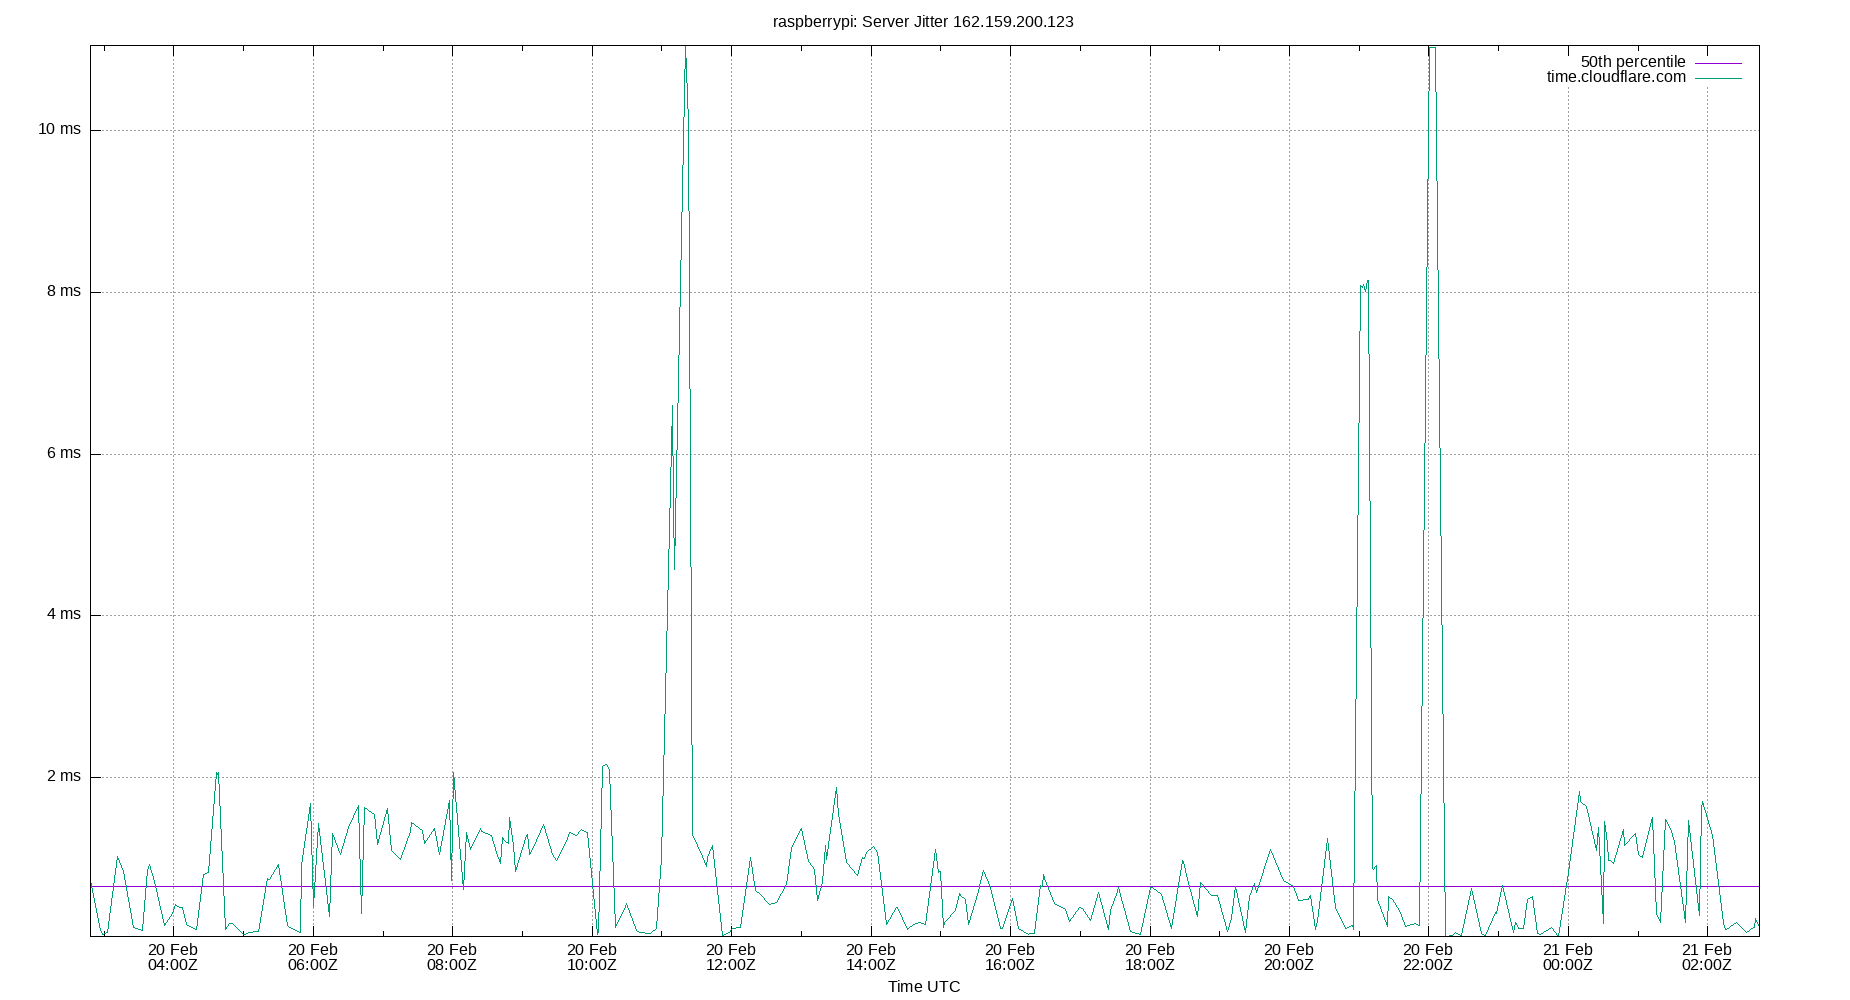 raspberrypi: Server Jitter 162.159.200.123
50th percentile
time.cloudflare.com
10 ms
8 ms
6 ms
4 ms
2 ms
20 Feb 20 Feb 20 Feb 20 Feb 20 Feb 20 Feb 20 Feb 20 Feb 20 Feb 20 Feb 21 Feb 21 Feb
04:00Z 06:00Z 08:00Z 10:00Z 12:00Z 14:00Z 16:00Z 18:00Z 20:00Z 22:00Z 00:00Z 02:00Z
Time UTC